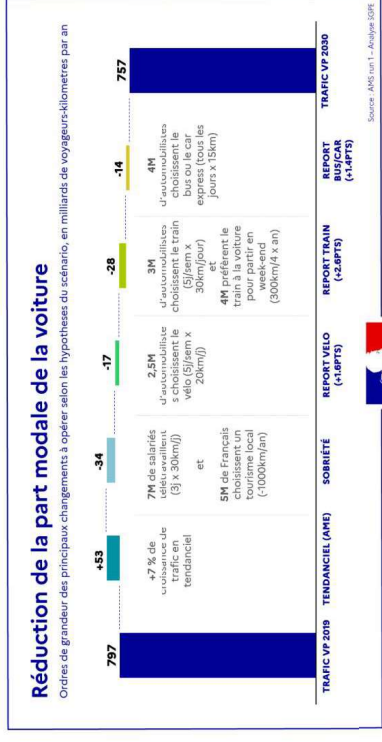 Réduction de la part modale de la voiture
Ordres de grandeur des principaux changements à opérer selon les hypothèses du scénario, en milliards de voyageurs-kilometres par an
797
+53
-34
-17
-28
-14
757
+7 % de
croissance de
trafic en
tendanciel
7M de salariés
télétravaillent
(3j x 30km/j)
et
5M de Français
choisissent un
tourisme local
(-1000km/an)
2,5M
d'automobiliste
s choisissent le
vélo (5j/sem x
20km/j)
3M
d'automobilistes
choisissent le train
(5j/sem x
30km/jour)
et
4M préfèrent le
train à la voiture
pour partir en
week-end
(300km/4 x an)
4M
d'automobilistes
choisissent le
bus ou le car
express (tous les
jours x 15km)
TRAFIC VP 2019
TENDANCIEL (AME)
SOBRIÉTÉ
REPORT VELO
(+1.6PTS)
REPORT TRAIN
(+2.6PTS)
REPORT
BUS/CAR
(+1.4PTS)
TRAFIC VP 2030
Source : AMS run 1 – Analyse SGPE